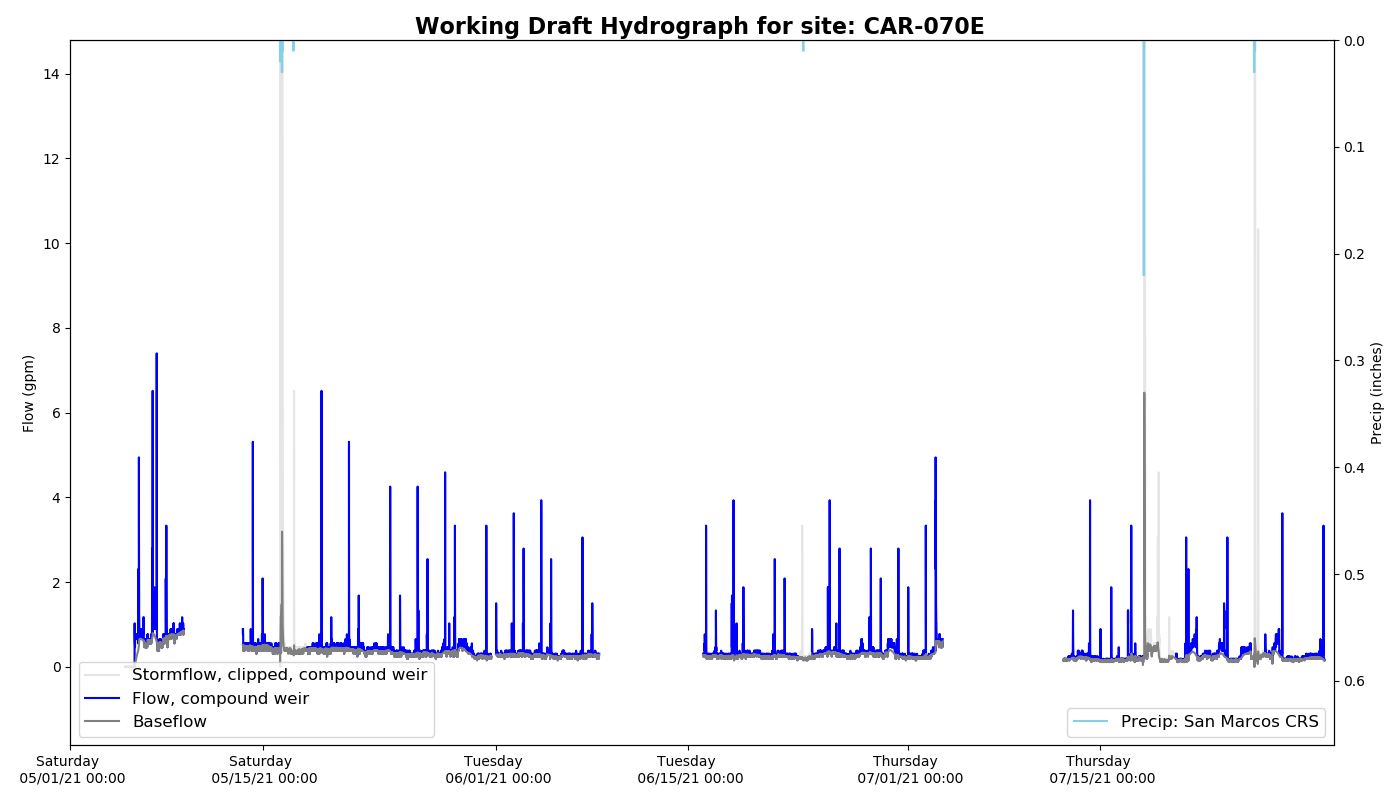 Working Draft Hydrograph for site: CAR-070E
14
12
10
8
6
4
2
0
Flow (gpm)
0.0
0.1
0.2
0.3
0.4
0.5
0.6
Precip (inches)
Stormflow, clipped, compound weir
Flow, compound weir
Baseflow
Precip: San Marcos CRS
Saturday
05/01/21 00:00
Saturday
05/15/21 00:00
Tuesday
06/01/21 00:00
Tuesday
06/15/21 00:00
Thursday
07/01/21 00:00
Thursday
07/15/21 00:00